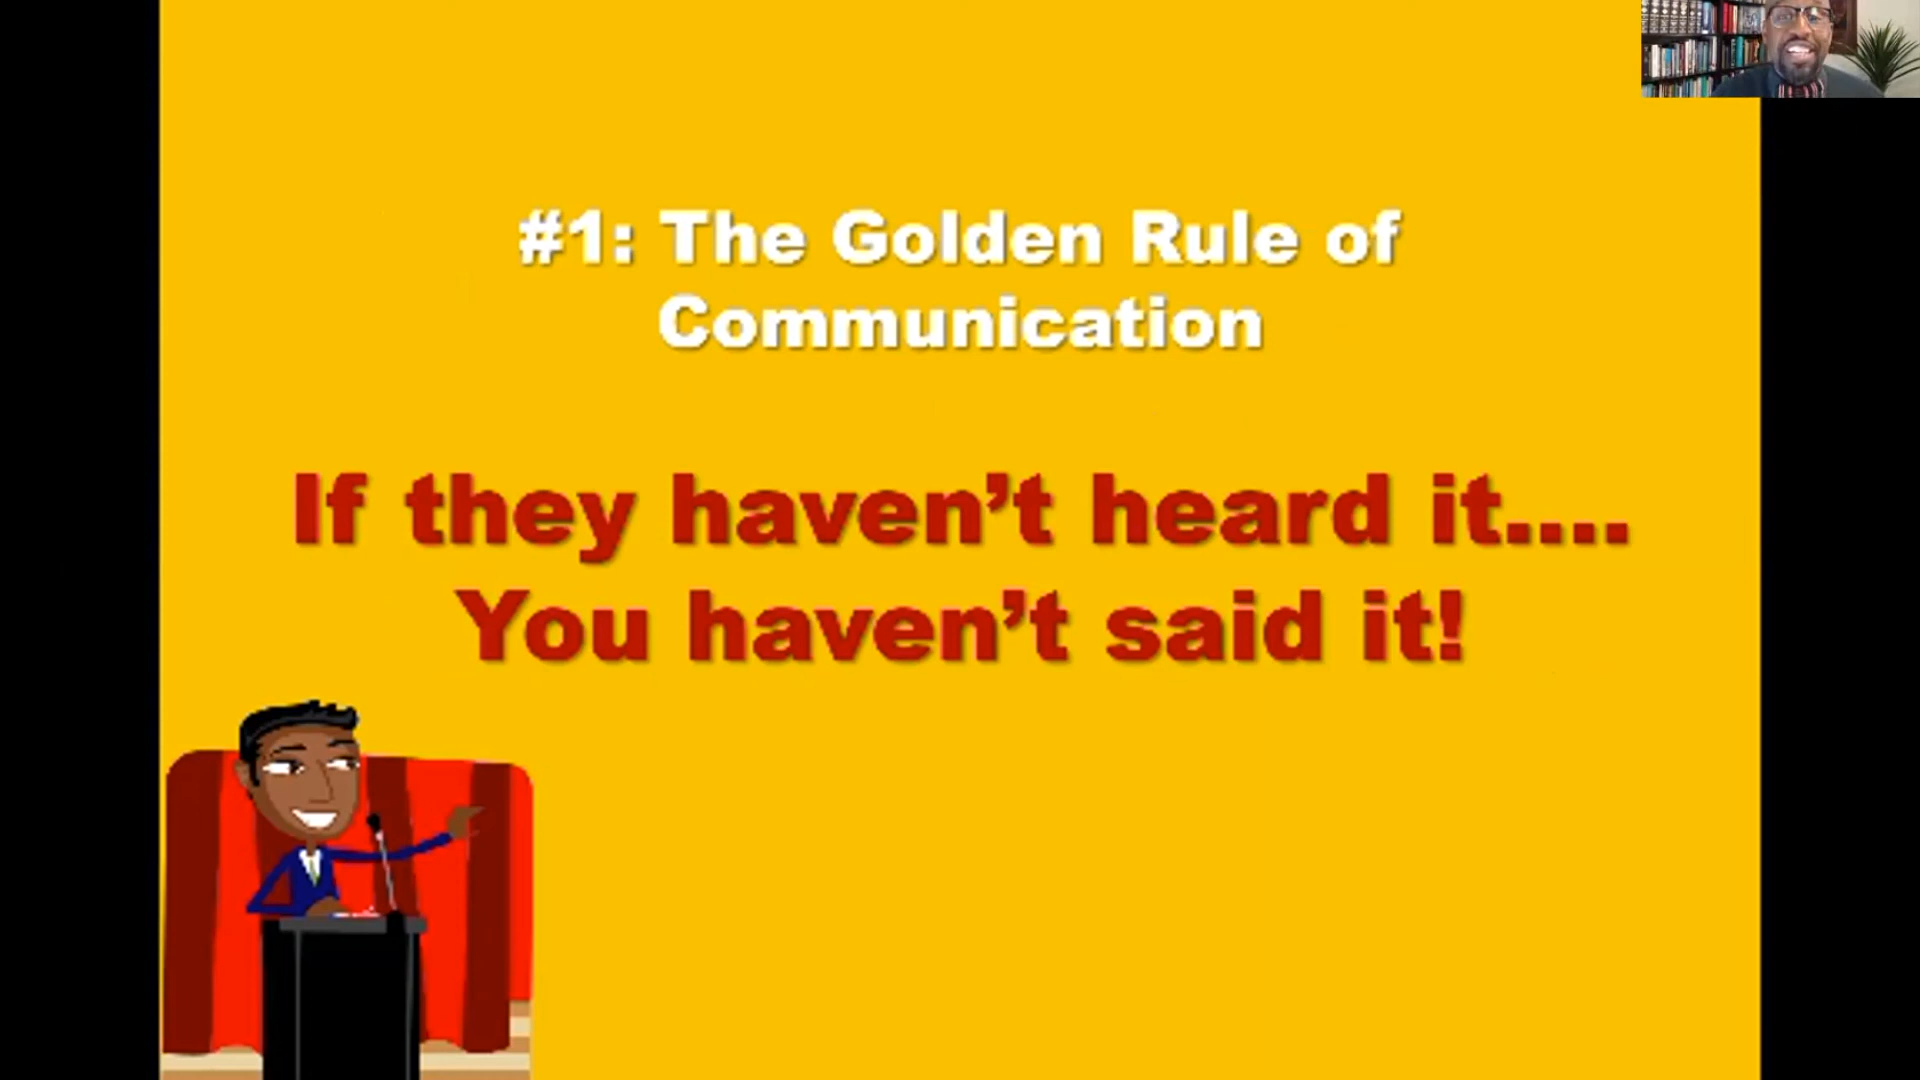 #1: The Golden Rule of
Communication
If they haven’t heard it....
You haven’t said it!